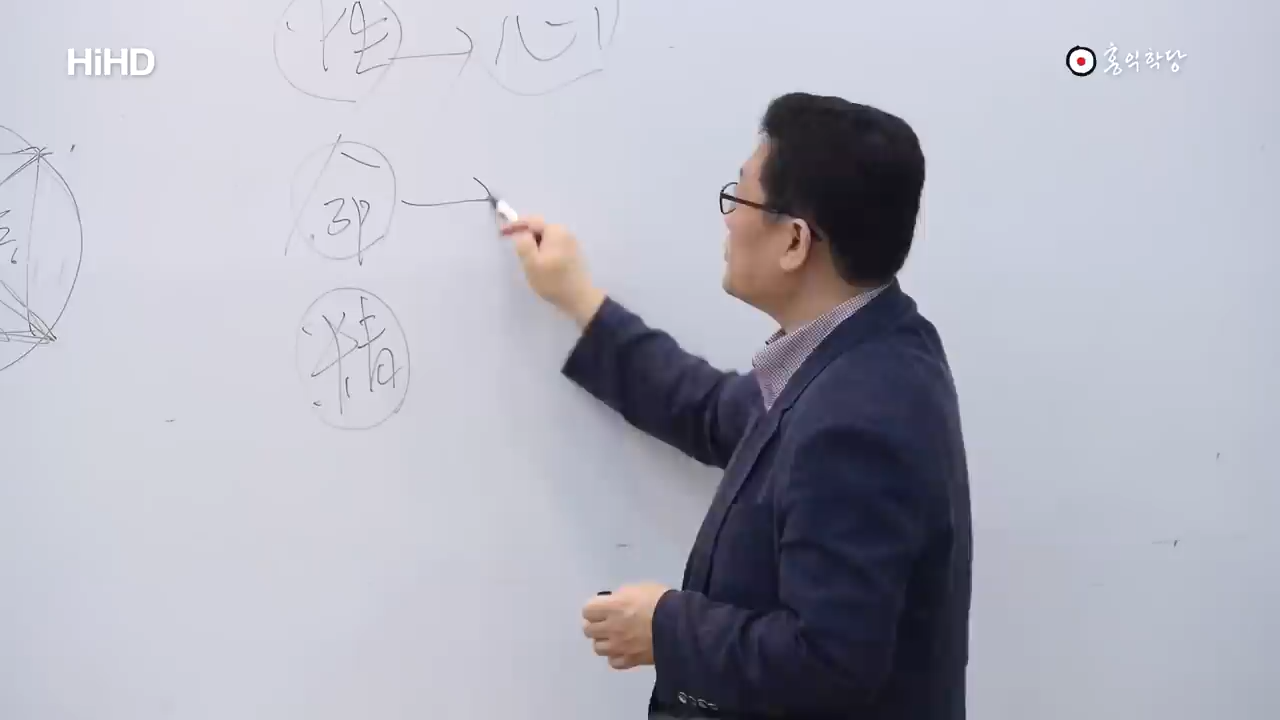 HiHD
홍익학당
性 → 心
命 →
精